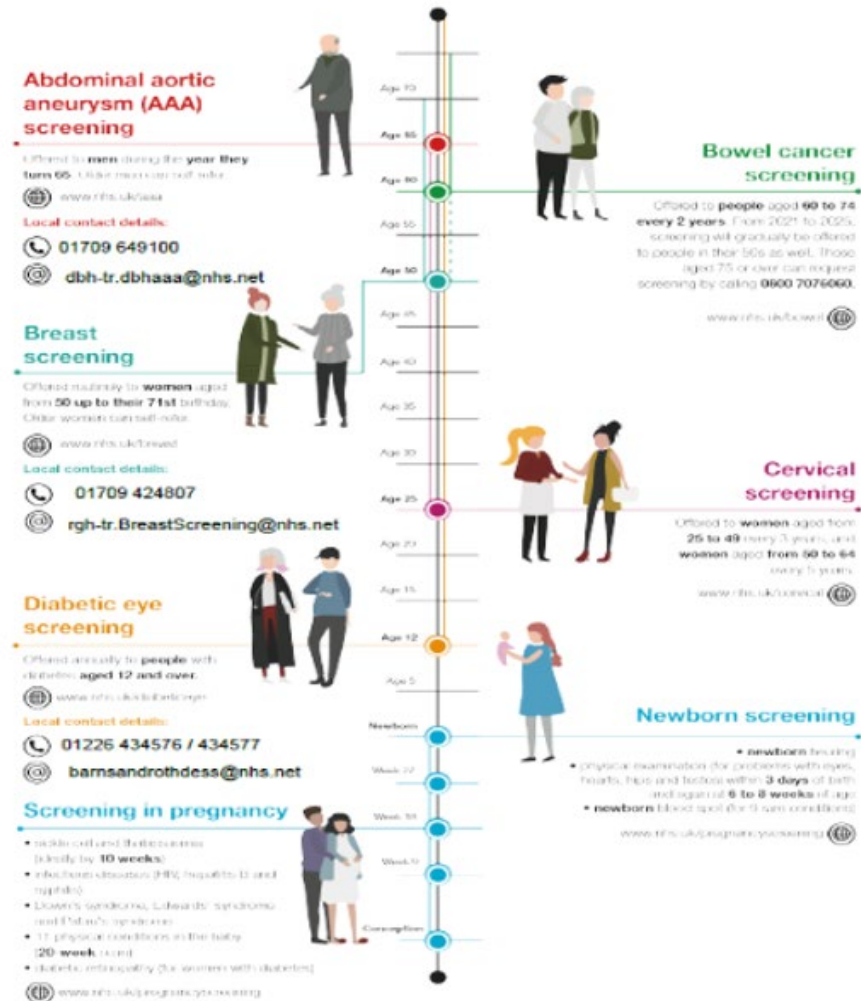 Abdominal aortic
aneurysm (AAA)
screening
Offered to men during the year they
turn 65. Older men can self-refer.
www.nhs.uk/aaa
Local contact details:
01709 649100
dbh-tr.dbhaaa@nhs.net
Breast
screening
Offered routinely to women aged
from 50 up to their 71st birthday.
Older women can self-refer.
www.nhs.uk/breast
Local contact details:
01709 424807
rgh-tr.BreastScreening@nhs.net
Diabetic eye
screening
Offered annually to people with
diabetes aged 12 and over.
www.nhs.uk/diabeticeye
Local contact details:
01226 434576 / 434577
barnsandrothdess@nhs.net
Screening in pregnancy
• sickle cell and thalassaemia
(ideally by 10 weeks)
• infectious diseases (HIV, hepatitis B and
syphilis)
• Down's syndrome, Edwards' syndrome
and Patau's syndrome
• 11 physical conditions in the baby
(20-week scan)
• diabetic retinopathy (for women with diabetes)
www.nhs.uk/pregnancyscreening
Age 70
Age 65
Age 60
Age 55
Age 50
Age 45
Age 40
Age 35
Age 30
Age 25
Age 20
Age 15
Age 12
Age 5
Newborn
Week
Week
Week
Conception
Bowel cancer
screening
Offered to people aged 60 to 74
every 2 years. From 2021 to 2025,
screening will gradually be offered
to people in their 50s as well. Those
aged 75 or over can request
screening by calling 0800 7076060.
www.nhs.uk/bowel
Cervical
screening
Offered to women aged from
25 to 49 every 3 years, and
women aged from 50 to 64
every 5 years.
www.nhs.uk/cervical
Newborn screening
• newborn hearing
• physical examination (for problems with eyes,
hearts, hips and testes) within 3 days of birth
and again at 6 to 8 weeks of age
• newborn blood spot (for 9 rare conditions)
www.nhs.uk/pregnancyscreening